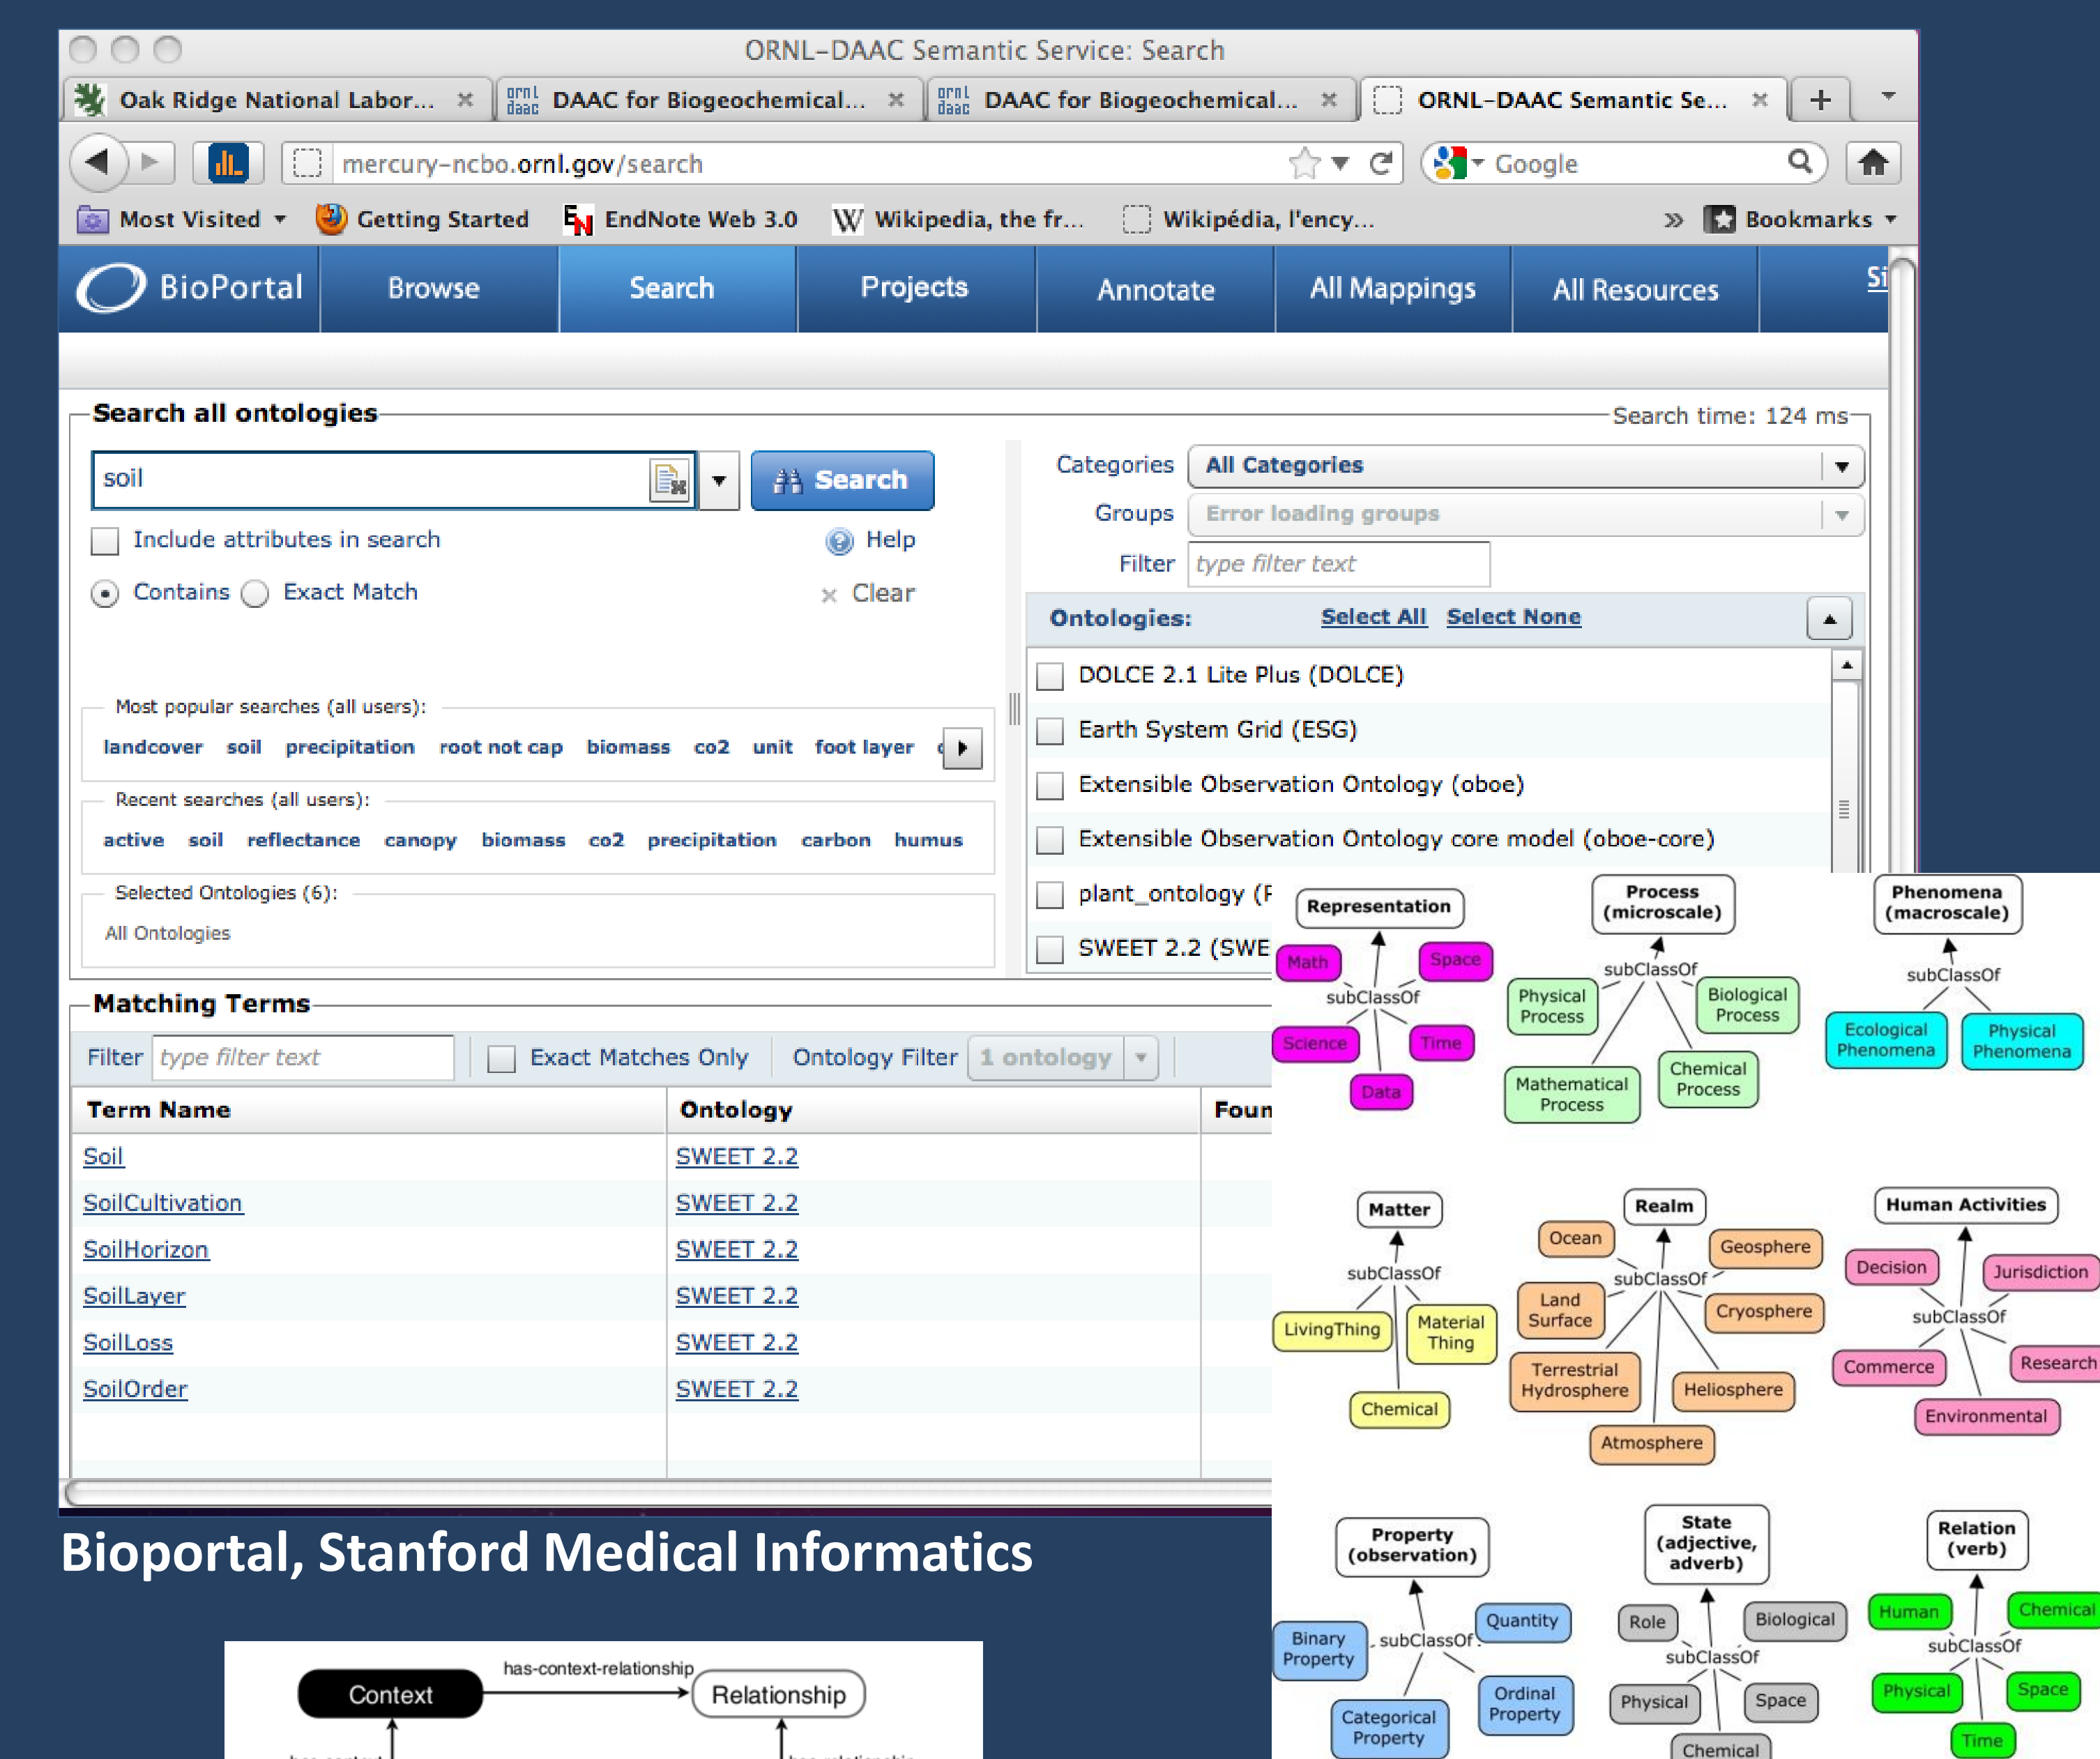 ORNL-DAAC Semantic Service: Search
Oak Ridge National Labor...
ornl daac DAAC for Biogeochemical...
ornl daac DAAC for Biogeochemical...
ORNL-DAAC Semantic Se...
mercury-ncbo.ornl.gov/search
Google
Most Visited
Getting Started
EN EndNote Web 3.0
W Wikipedia, the fr...
Wikipédia, l'ency...
» Bookmarks
BioPortal
Browse
Search
Projects
Annotate
All Mappings
All Resources
Si
Search all ontologies
Search time: 124 ms
soil
Search
Include attributes in search
Help
Contains
Exact Match
Clear
Most popular searches (all users):
landcover soil precipitation root not cap biomass co2 unit foot layer
Recent searches (all users):
active soil reflectance canopy biomass co2 precipitation carbon humus
Selected Ontologies (6):
All Ontologies
Categories All Categories
Groups Error loading groups
Filter type filter text
Ontologies: Select All Select None
DOLCE 2.1 Lite Plus (DOLCE)
Earth System Grid (ESG)
Extensible Observation Ontology (oboe)
Extensible Observation Ontology core model (oboe-core)
plant_ontology (P
SWEET 2.2 (SWE
Matching Terms
Filter type filter text
Exact Matches Only
Ontology Filter 1 ontology
Term Name Ontology Foun
Soil SWEET 2.2
SoilCultivation SWEET 2.2
SoilHorizon SWEET 2.2
SoilLayer SWEET 2.2
SoilLoss SWEET 2.2
SoilOrder SWEET 2.2
Representation
Math
Space
subClassOf
Science
Time
Data
Process
(microscale)
subClassOf
Physical
Process
Biological
Process
Mathematical
Process
Chemical
Process
Phenomena
(macroscale)
subClassOf
Ecological
Phenomena
Physical
Phenomena
Matter
subClassOf
LivingThing
Material
Thing
Chemical
Realm
Ocean
Geosphere
subClassOf
Land
Surface
Cryosphere
Terrestrial
Hydrosphere
Heliosphere
Atmosphere
Human Activities
Decision
Jurisdiction
subClassOf
Commerce
Research
Environmental
Property
(observation)
Quantity
Binary
Property
subClassOf
Ordinal
Property
Categorical
Property
State
(adjective,
adverb)
Role
Biological
subClassOf
Physical
Space
Chemical
Relation
(verb)
Human
Chemical
subClassOf
Physical
Space
Time
Bioportal, Stanford Medical Informatics
Context
has-context-relationship
Relationship